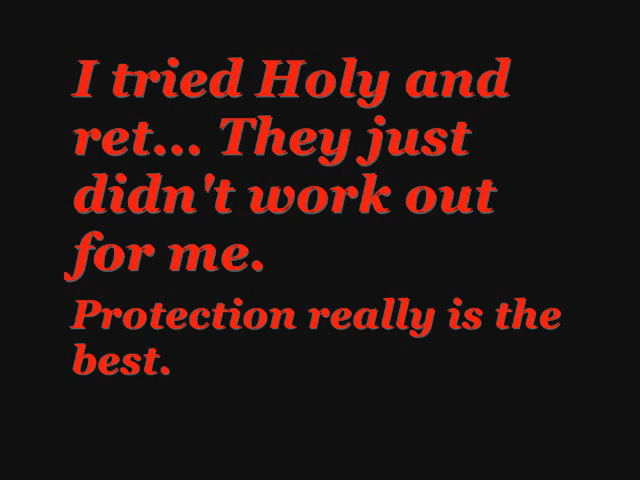 I tried Holy and
ret... They just
didn't work out
for me.
Protection really is the
best.